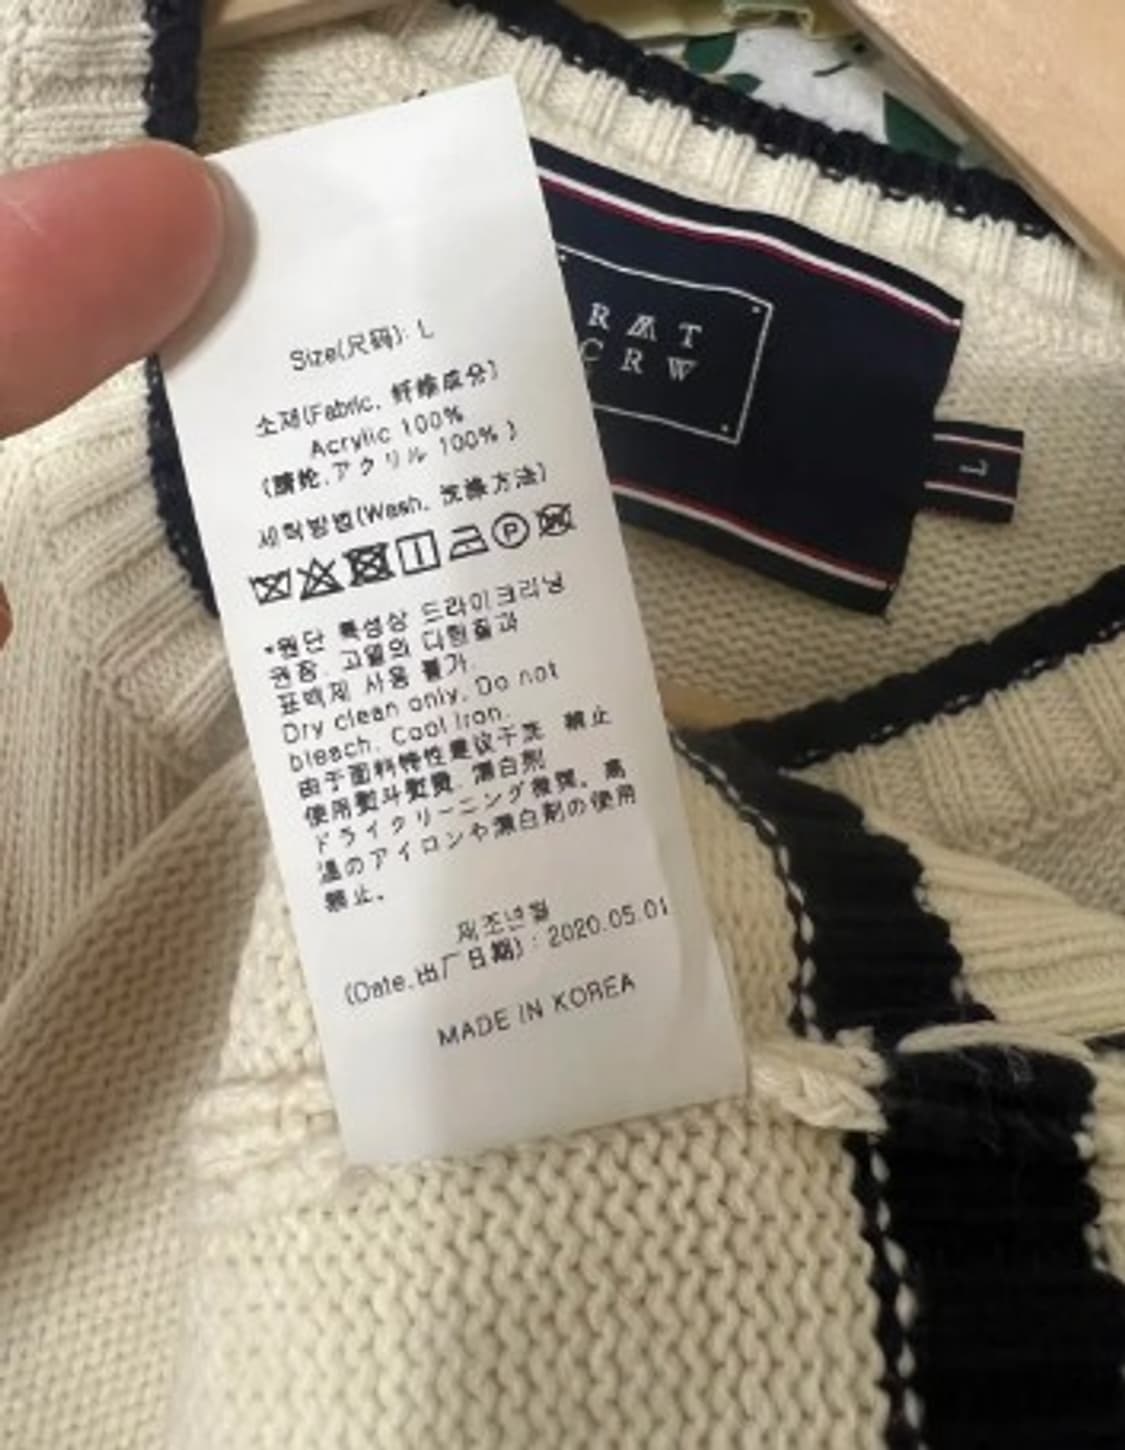 Size(尺码): L
소재(Fabric, 纤维成分)
Acrylic 100%
(腈纶,アクリル 100% )
세탁방법(Wash, 洗涤方法)
P
*원단 특성상 드라이크리닝
권장. 고열의 다림질과
표백제 사용 불가.
Dry clean only. Do not
bleach. Cool Iron.
由于面料特性建议干洗 禁止
使用熨斗熨烫. 漂白剂
ドライクリーニング推奨。高
温のアイロンや漂白剤の使用
禁止。
제조년월
(Date,出厂日期) : 2020.05.01
MADE IN KOREA
R M T
C R W
L